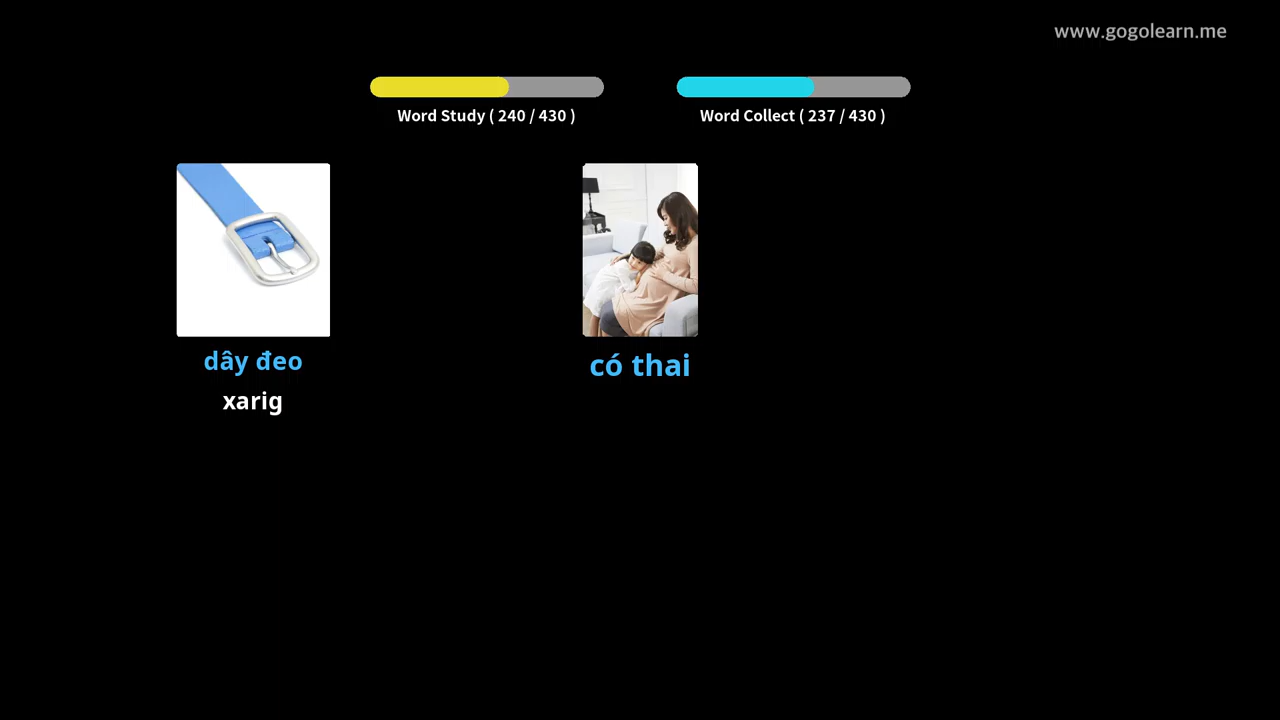 www.gogolearn.me
Word Study ( 240 / 430 )
Word Collect ( 237 / 430 )
dây đeo
xarig
có thai